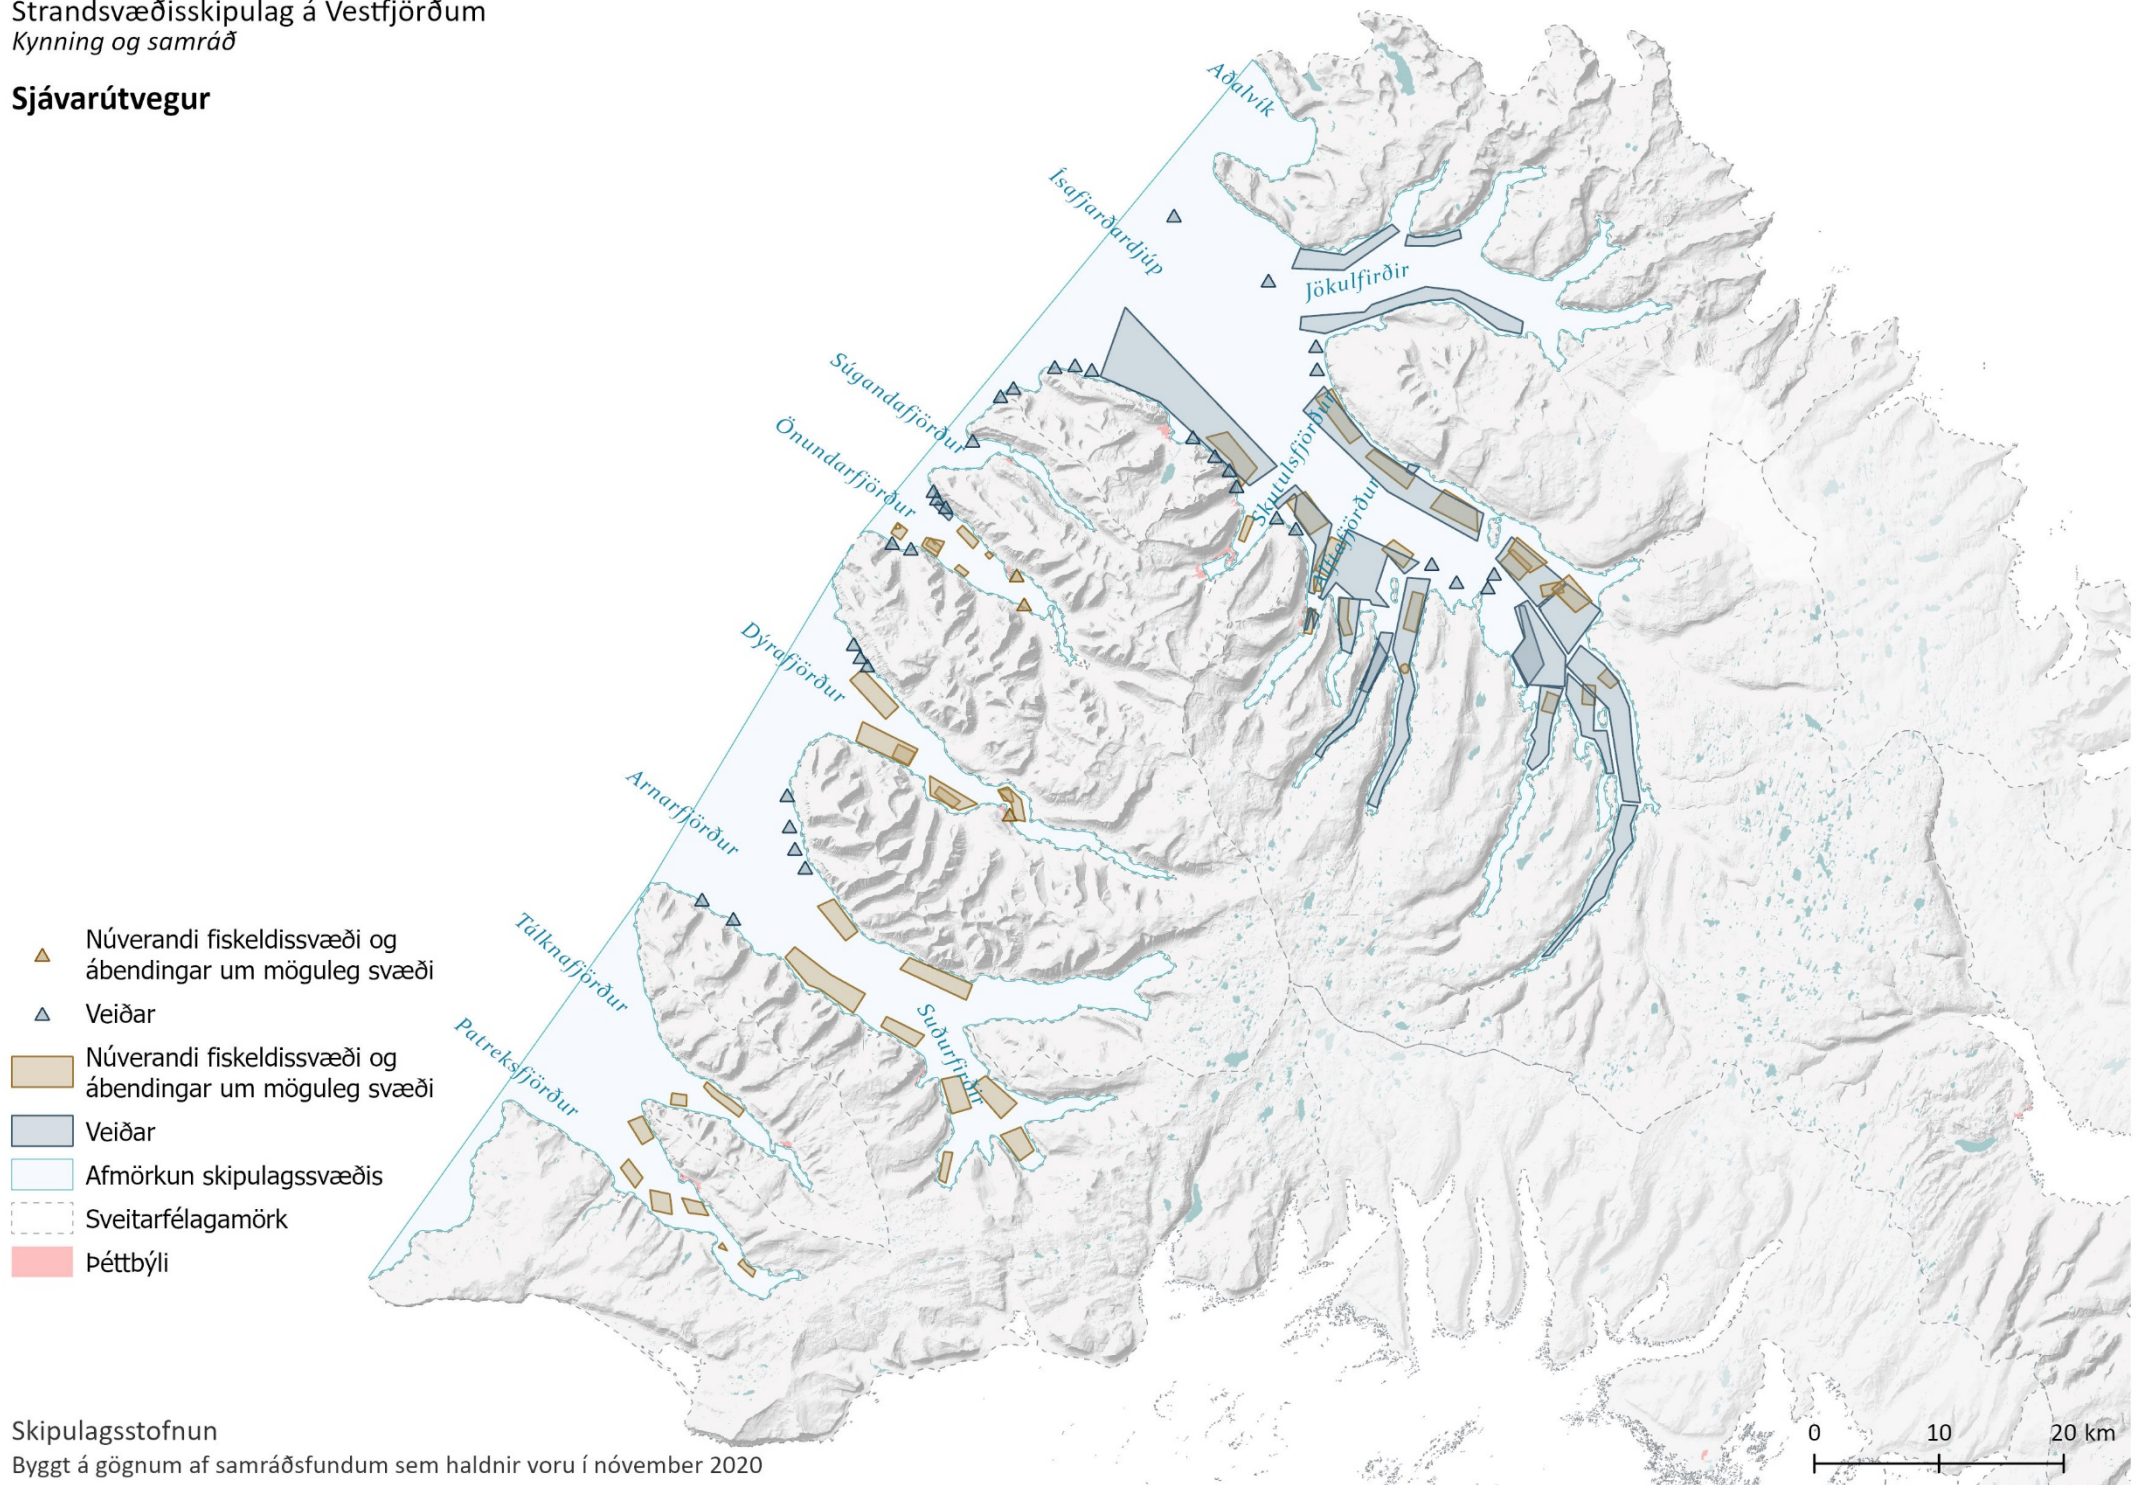 Strandsvæðisskipulag á Vestfjörðum
Kynning og samráð
Sjávarútvegur
Aðalvík
Ísafjarðardjúp
Jökulfirðir
Súgandafjörður
Önundarfjörður
Skutulsfjörður
Álftafjörður
Dýrafjörður
Arnarfjörður
Tálknafjörður
Suðurfirðir
Patreksfjörður
Núverandi fiskeldissvæði og
ábendingar um möguleg svæði
Veiðar
Núverandi fiskeldissvæði og
ábendingar um möguleg svæði
Veiðar
Afmörkun skipulagssvæðis
Sveitarfélagamörk
Þéttbýli
Skipulagsstofnun
Byggt á gögnum af samráðsfundum sem haldnir voru í nóvember 2020
0 10 20 km